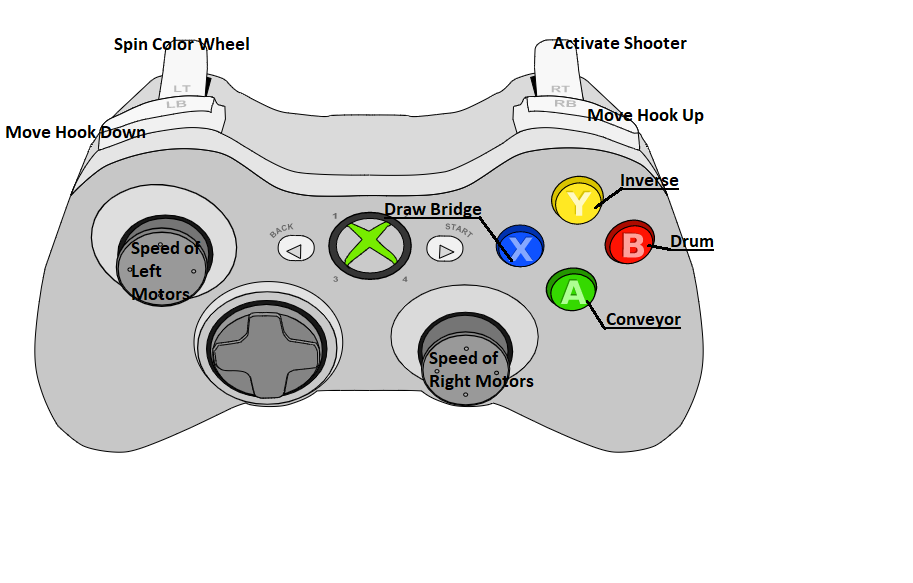 Spin Color Wheel
Activate Shooter
LT
RT
LB
RB
Move Hook Up
Move Hook Down
Inverse
Y
Draw Bridge
1
BACK
START
X
B
Drum
Speed of
Left
Motors
3
4
A
Conveyor
Speed of
Right Motors